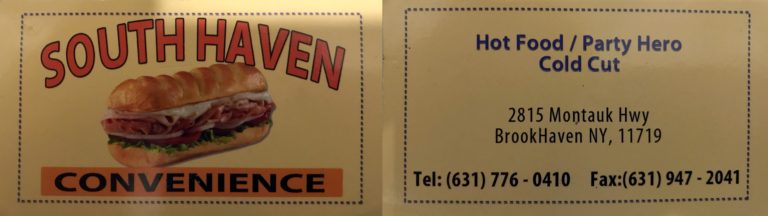 SOUTH HAVEN
CONVENIENCE
Hot Food / Party Hero
Cold Cut
2815 Montauk Hwy
BrookHaven NY, 11719
Tel: (631) 776 - 0410 Fax:(631) 947 - 2041